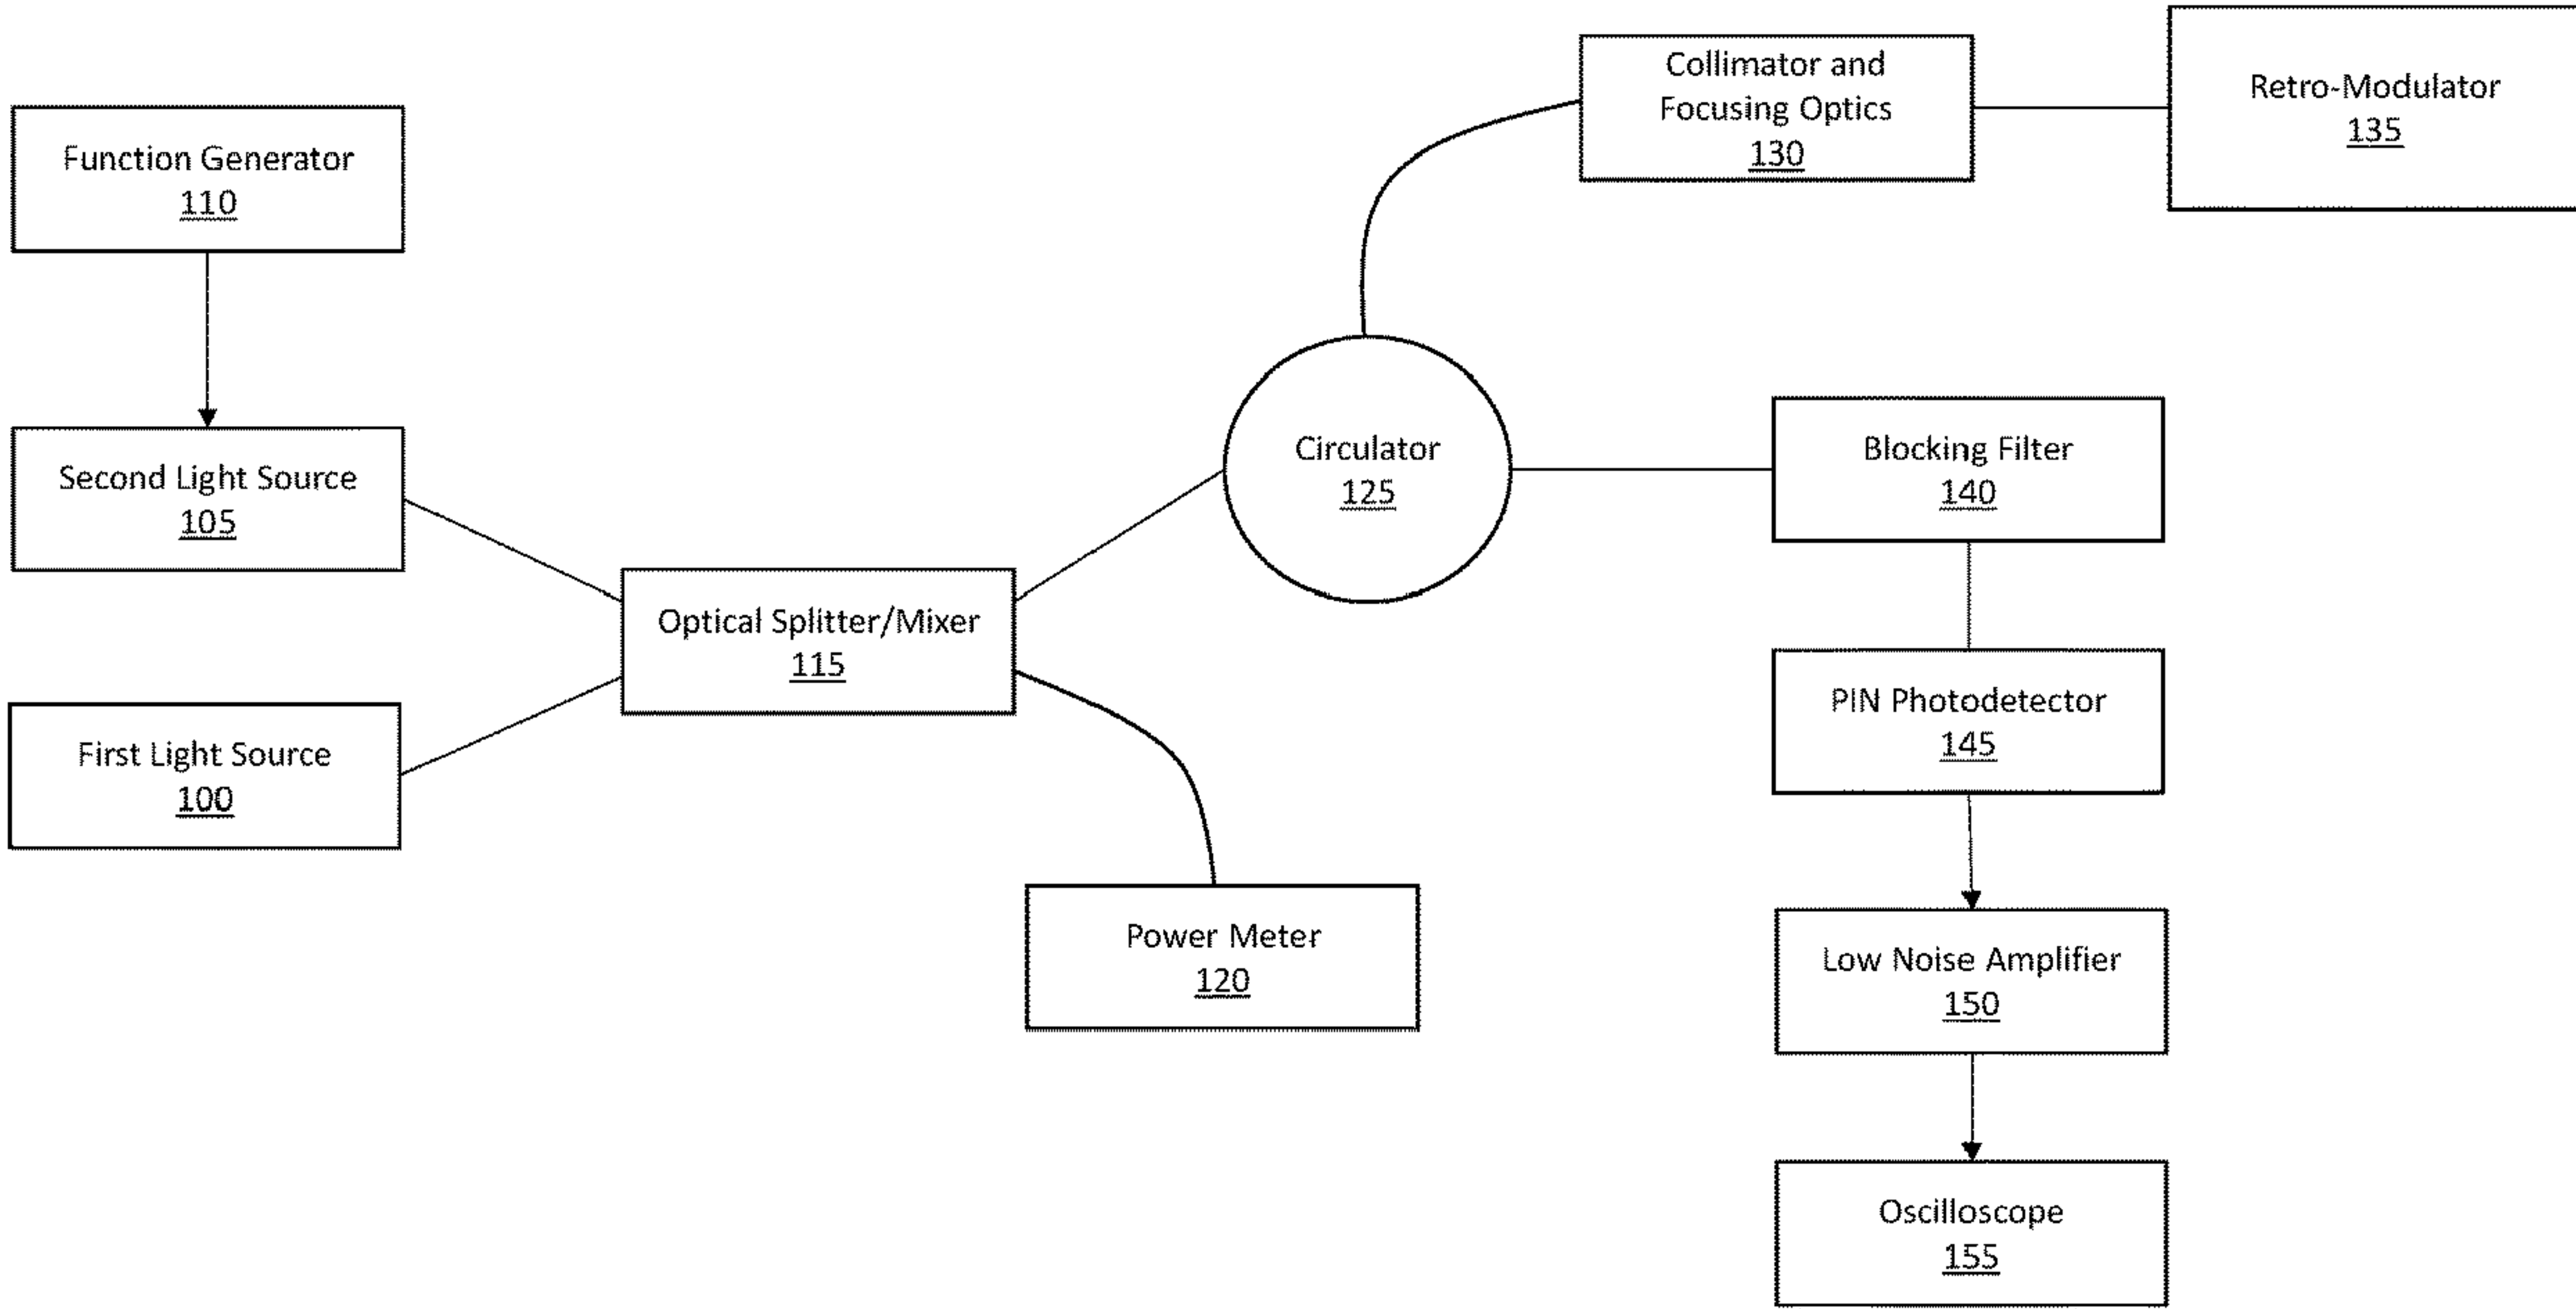 Collimator and
Focusing Optics
130
Retro-Modulator
135
Function Generator
110
Second Light Source
105
Circulator
125
Blocking Filter
140
Optical Splitter/Mixer
115
First Light Source
100
PIN Photodetector
145
Power Meter
120
Low Noise Amplifier
150
Oscilloscope
155